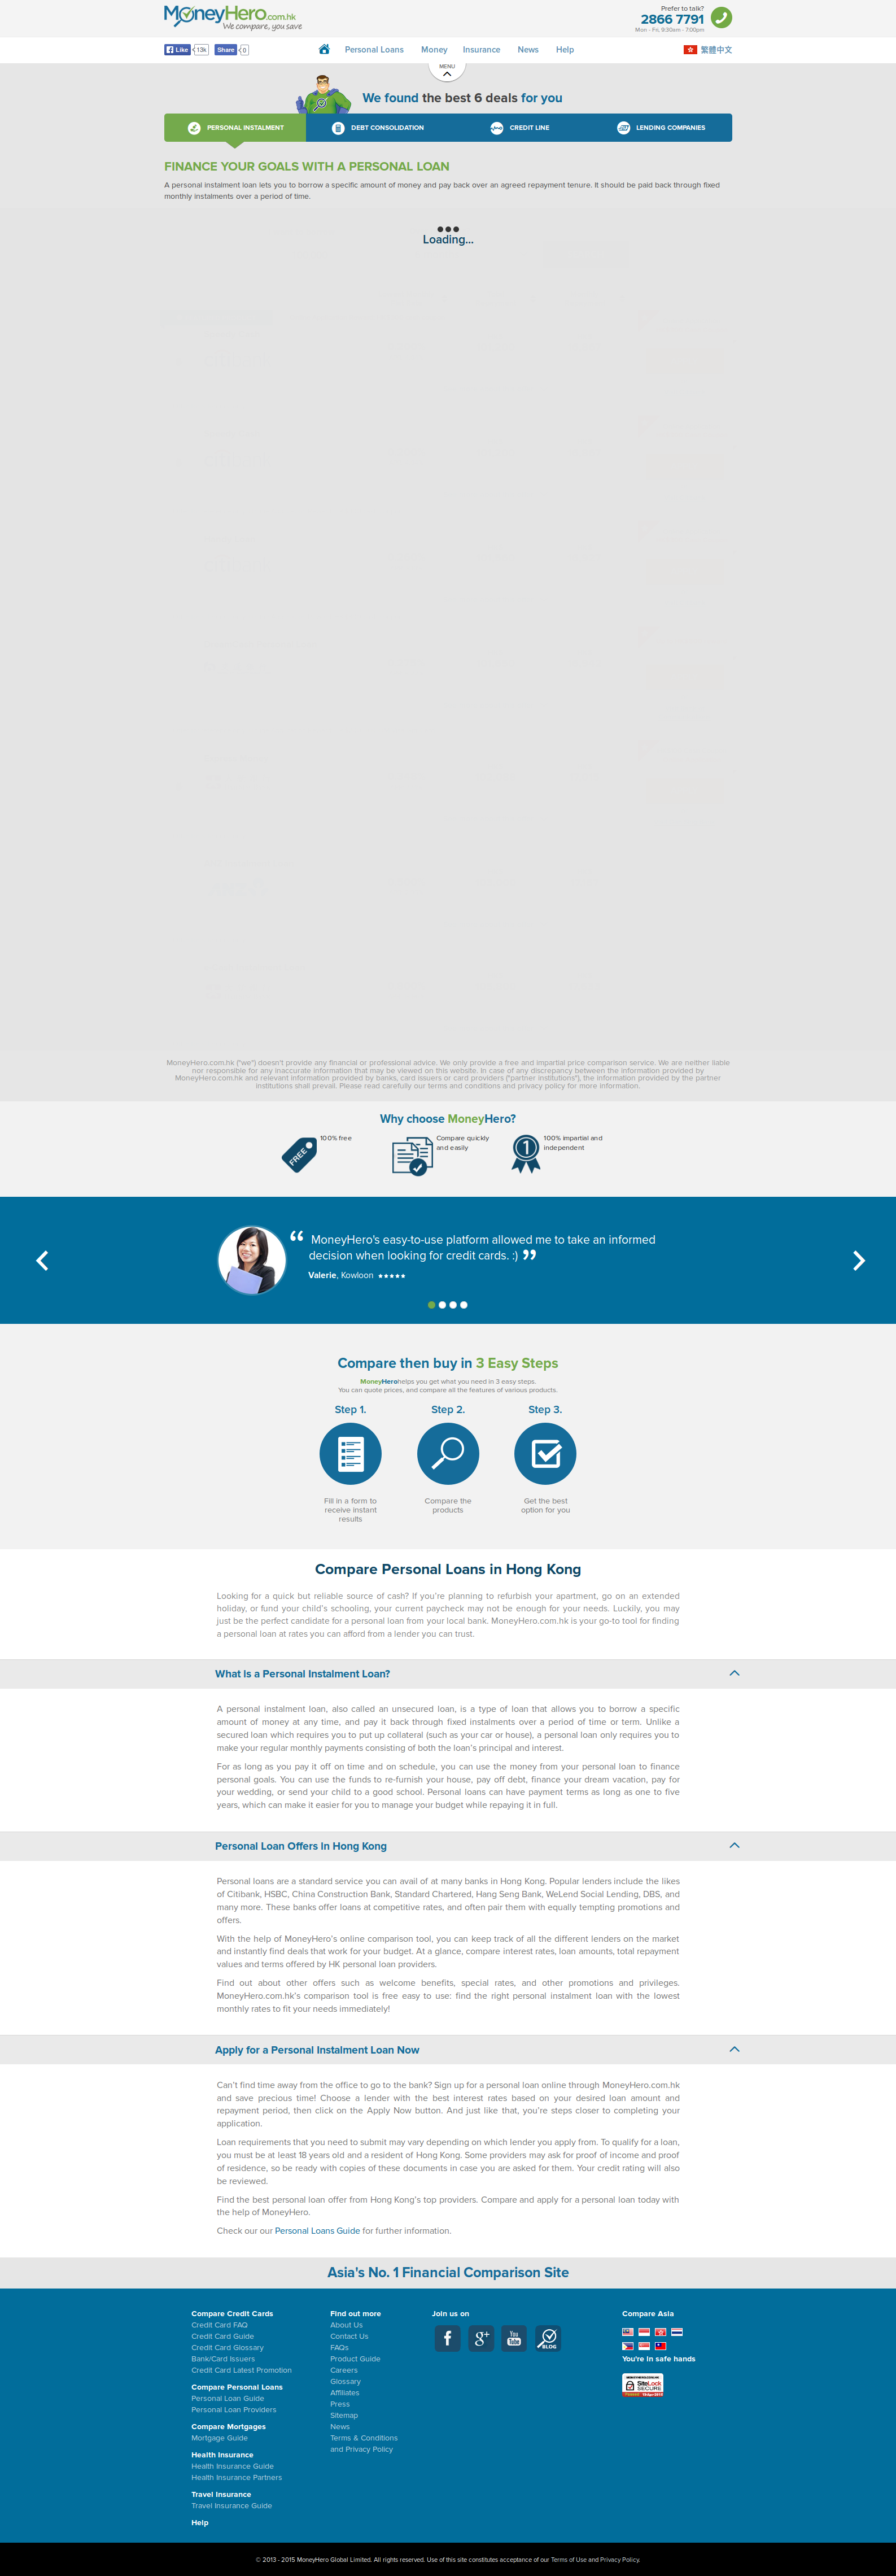 MoneyHero.com.hk
We compare, you save
Prefer to talk?
2866 7791
Mon - Fri, 9:30am - 7:00pm
Like 13k Share 0
Personal Loans Money Insurance News Help
繁體中文
MENU
We found the best 6 deals for you
PERSONAL INSTALMENT DEBT CONSOLIDATION CREDIT LINE LENDING COMPANIES
FINANCE YOUR GOALS WITH A PERSONAL LOAN
A personal instalment loan lets you to borrow a specific amount of money and pay back over an agreed repayment tenure. It should be paid back through fixed
monthly instalments over a period of time.
Loading...
MoneyHero.com.hk ("we") doesn't provide any financial or professional advice. We only provide a free and impartial price comparison service. We are neither liable
nor responsible for any inaccurate information that may be viewed on this website. In case of any discrepancy between the information provided by
MoneyHero.com.hk and relevant information provided by banks, card issuers or card providers ("partner institutions"), the information provided by the partner
institutions shall prevail. Please read carefully our terms and conditions and privacy policy for more information.
Why choose MoneyHero?
FREE
100% free
Compare quickly
and easily
1
100% impartial and
independent
“ MoneyHero's easy-to-use platform allowed me to take an informed
decision when looking for credit cards. :) ”
Valerie, Kowloon ★★★★★
Compare then buy in 3 Easy Steps
MoneyHerohelps you get what you need in 3 easy steps.
You can quote prices, and compare all the features of various products.
Step 1. Step 2. Step 3.
Fill in a form to
receive instant
results
Compare the
products
Get the best
option for you
Compare Personal Loans in Hong Kong
Looking for a quick but reliable source of cash? If you’re planning to refurbish your apartment, go on an extended
holiday, or fund your child’s schooling, your current paycheck may not be enough for your needs. Luckily, you may
just be the perfect candidate for a personal loan from your local bank. MoneyHero.com.hk is your go-to tool for finding
a personal loan at rates you can afford from a lender you can trust.
What is a Personal Instalment Loan?
A personal instalment loan, also called an unsecured loan, is a type of loan that allows you to borrow a specific
amount of money at any time, and pay it back through fixed instalments over a period of time or term. Unlike a
secured loan which requires you to put up collateral (such as your car or house), a personal loan only requires you to
make your regular monthly payments consisting of both the loan’s principal and interest.
For as long as you pay it off on time and on schedule, you can use the money from your personal loan to finance
personal goals. You can use the funds to re-furnish your house, pay off debt, finance your dream vacation, pay for
your wedding, or send your child to a good school. Personal loans can have payment terms as long as one to five
years, which can make it easier for you to manage your budget while repaying it in full.
Personal Loan Offers in Hong Kong
Personal loans are a standard service you can avail of at many banks in Hong Kong. Popular lenders include the likes
of Citibank, HSBC, China Construction Bank, Standard Chartered, Hang Seng Bank, WeLend Social Lending, DBS, and
many more. These banks offer loans at competitive rates, and often pair them with equally tempting promotions and
offers.
With the help of MoneyHero’s online comparison tool, you can keep track of all the different lenders on the market
and instantly find deals that work for your budget. At a glance, compare interest rates, loan amounts, total repayment
values and terms offered by HK personal loan providers.
Find out about other offers such as welcome benefits, special rates, and other promotions and privileges.
MoneyHero.com.hk’s comparison tool is free easy to use: find the right personal instalment loan with the lowest
monthly rates to fit your needs immediately!
Apply for a Personal Instalment Loan Now
Can’t find time away from the office to go to the bank? Sign up for a personal loan online through MoneyHero.com.hk
and save precious time! Choose a lender with the best interest rates based on your desired loan amount and
repayment period, then click on the Apply Now button. And just like that, you’re steps closer to completing your
application.
Loan requirements that you need to submit may vary depending on which lender you apply from. To qualify for a loan,
you must be at least 18 years old and a resident of Hong Kong. Some providers may ask for proof of income and proof
of residence, so be ready with copies of these documents in case you are asked for them. Your credit rating will also
be reviewed.
Find the best personal loan offer from Hong Kong’s top providers. Compare and apply for a personal loan today with
the help of MoneyHero.
Check our our Personal Loans Guide for further information.
Asia's No. 1 Financial Comparison Site
Compare Credit Cards
Credit Card FAQ
Credit Card Guide
Credit Card Glossary
Bank/Card Issuers
Credit Card Latest Promotion
Compare Personal Loans
Personal Loan Guide
Personal Loan Providers
Compare Mortgages
Mortgage Guide
Health Insurance
Health Insurance Guide
Health Insurance Partners
Travel Insurance
Travel Insurance Guide
Help
Find out more
About Us
Contact Us
FAQs
Product Guide
Careers
Glossary
Affiliates
Press
Sitemap
News
Terms & Conditions
and Privacy Policy
Join us on
f g+ You Tube BLOG
Compare Asia
You're in safe hands
MONEYHERO.COM.HK
SiteLock
SECURE
© 2013 - 2015 MoneyHero Global Limited. All rights reserved. Use of this site constitutes acceptance of our Terms of Use and Privacy Policy.